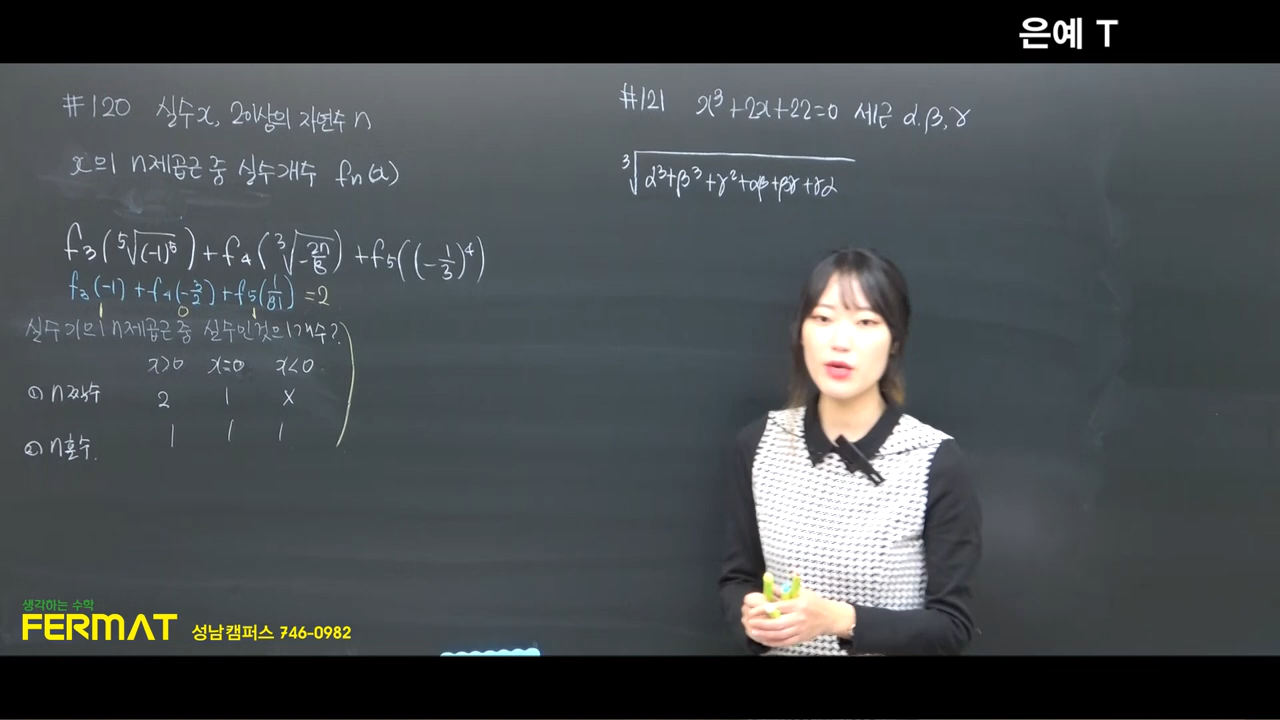 은예 T
#120 실수x, 2이상의 자연수 n
x의 n제곱근 중 실수개수 fn(x)
f₃(⁵√(-1)⁵) + f₄(³√-27/8) + f₅((-1/3)⁴)
f₃(-1) + f₄(-3/2) + f₅(1/81) = 2
1 0 1
실수 x의 n제곱근 중 실수인것의 개수?
x>0 x=0 x<0
① n짝수 2 1 X
② n홀수. 1 1 1
#121 x³+2x+22=0 세근 α,β,γ
³√α³+β³+γ²+αβ+βγ+γα
생각하는 수학
FERMAT 성남캠퍼스 746-0982